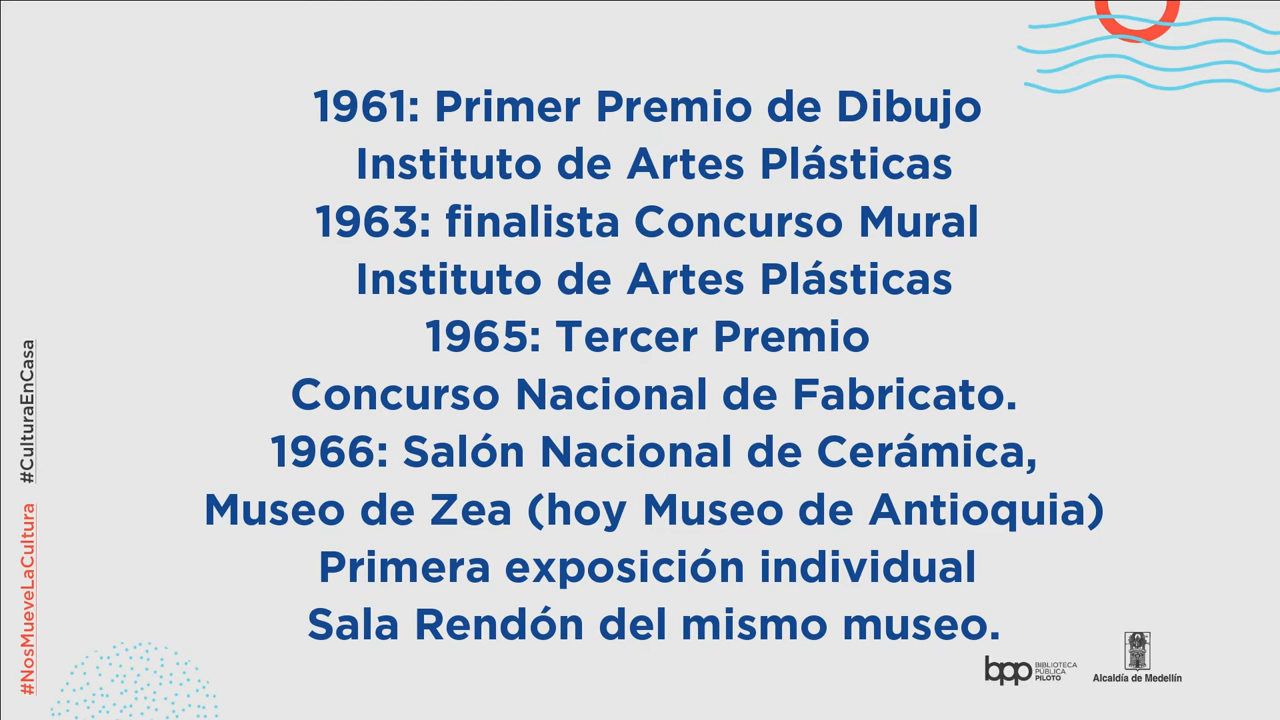 1961: Primer Premio de Dibujo
Instituto de Artes Plásticas
1963: finalista Concurso Mural
Instituto de Artes Plásticas
1965: Tercer Premio
Concurso Nacional de Fabricato.
1966: Salón Nacional de Cerámica,
Museo de Zea (hoy Museo de Antioquia)
Primera exposición individual
Sala Rendón del mismo museo.
#NosMueveLaCultura #CulturaEnCasa
bpp BIBLIOTECA
PÚBLICA
PILOTO
Alcaldía de Medellín